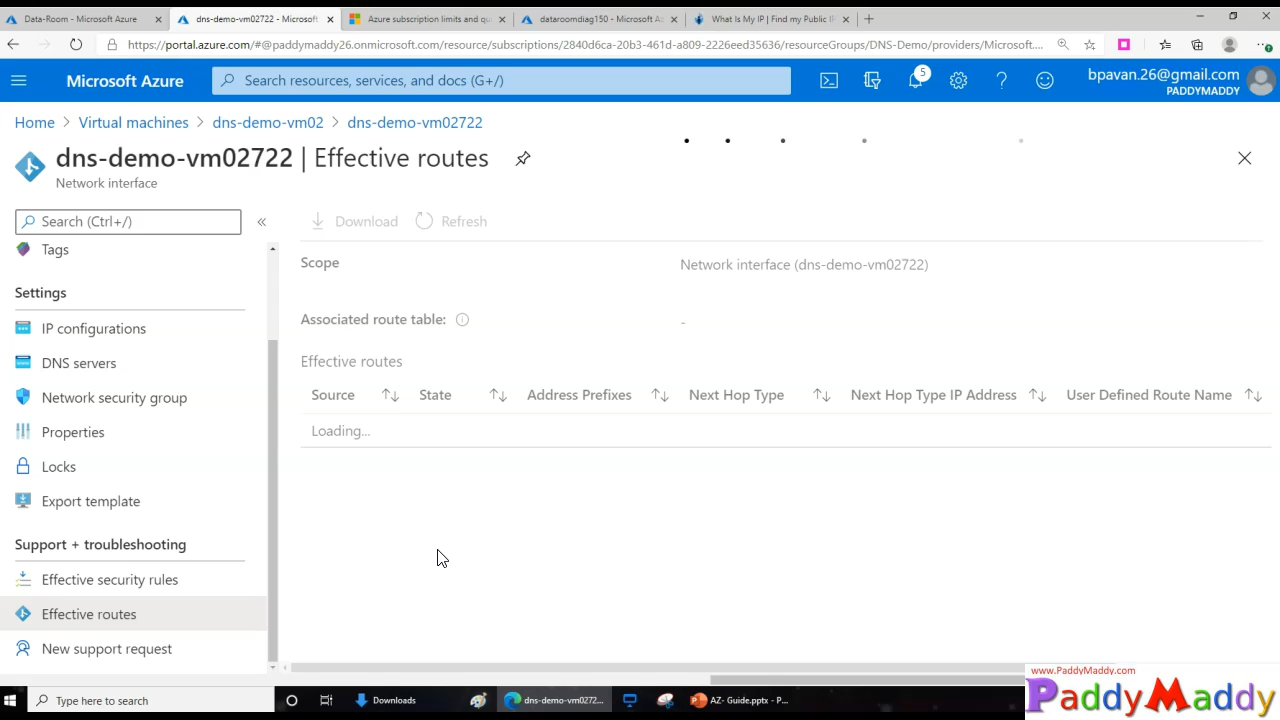 Data-Room - Microsoft Azure
dns-demo-vm02722 - Microsoft
Azure subscription limits and qu
dataroomdiag150 - Microsoft Az
What Is My IP | Find my Public IP
https://portal.azure.com/#@paddymaddy26.onmicrosoft.com/resource/subscriptions/2840d6ca-20b3-461d-a809-2226eed35636/resourceGroups/DNS-Demo/providers/Microsoft....
Microsoft Azure
Search resources, services, and docs (G+/)
5
bpavan.26@gmail.com
PADDYMADDY
Home > Virtual machines > dns-demo-vm02 > dns-demo-vm02722
dns-demo-vm02722 | Effective routes
Network interface
Search (Ctrl+/)
Download
Refresh
Tags
Settings
IP configurations
DNS servers
Network security group
Properties
Locks
Export template
Support + troubleshooting
Effective security rules
Effective routes
New support request
Scope
Network interface (dns-demo-vm02722)
Associated route table:
-
Effective routes
Source State Address Prefixes Next Hop Type Next Hop Type IP Address User Defined Route Name
Loading...
Type here to search
Downloads
dns-demo-vm0272...
AZ- Guide.pptx - P...
www.PaddyMaddy.com
PaddyMaddy